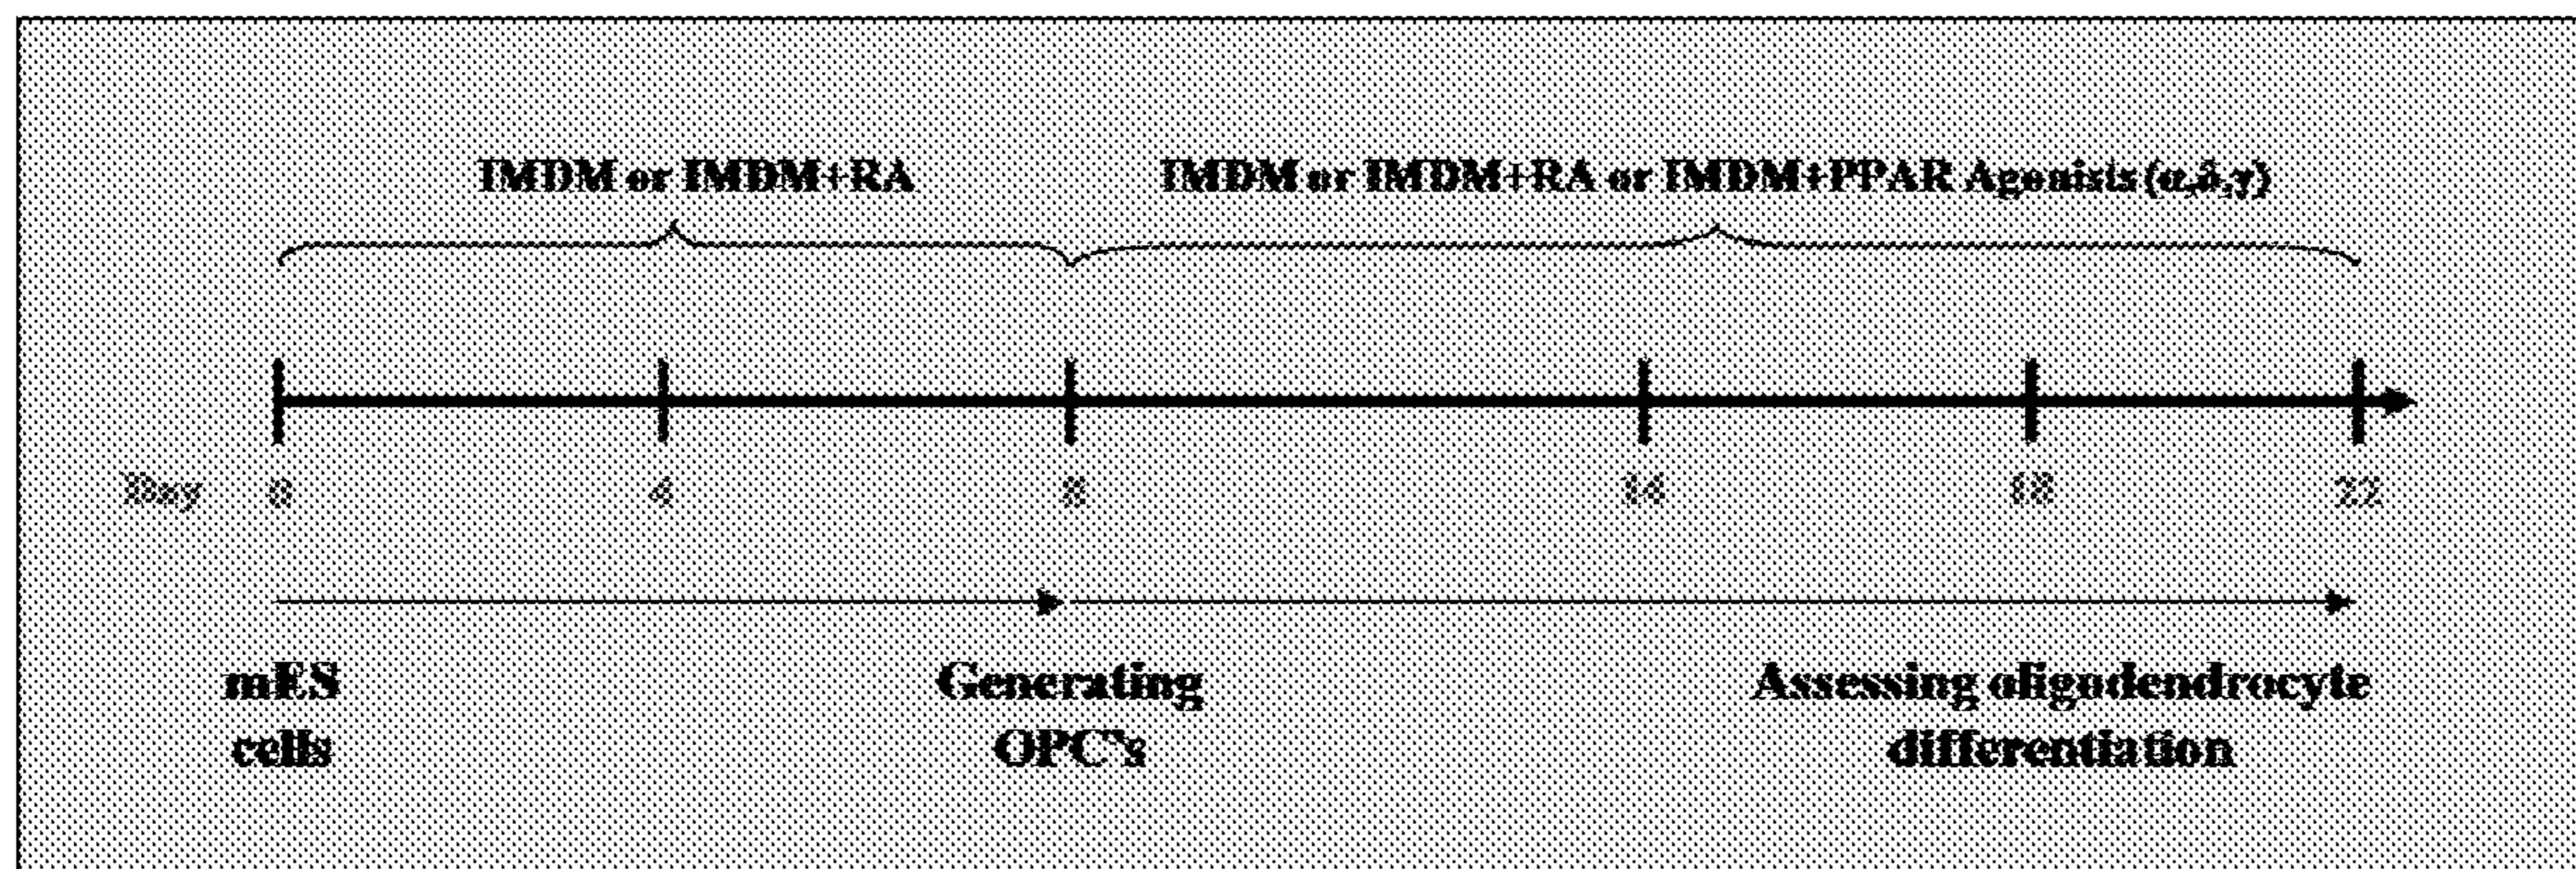 IMDM or IMDM+RA
IMDM or IMDM+RA or IMDM+PPAR Agonists (α,δ,γ)
Day 0 4 8 14 18 22
mES
cells
Generating
OPC"s
Assessing oligodendrocyte
differentiation